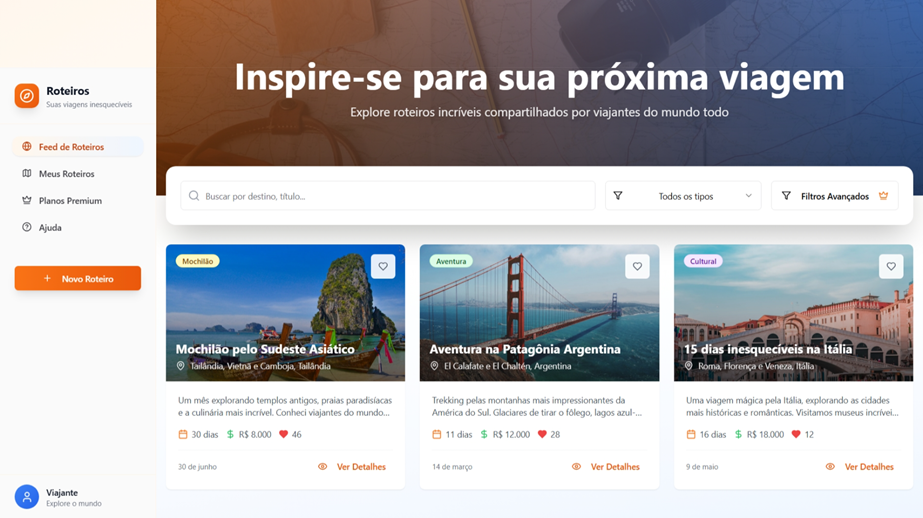 Roteiros
Suas viagens inesquecíveis
Feed de Roteiros
Meus Roteiros
Planos Premium
Ajuda
+ Novo Roteiro
Viajante
Explore o mundo
Inspire-se para sua próxima viagem
Explore roteiros incríveis compartilhados por viajantes do mundo todo
Buscar por destino, título...
Todos os tipos
Filtros Avançados
Mochilão
Mochilão pelo Sudeste Asiático
Tailândia, Vietnã e Camboja, Tailândia
Um mês explorando templos antigos, praias paradisíacas
e a culinária mais incrível. Conheci viajantes do mundo...
30 dias $ R$ 8.000 46
30 de junho Ver Detalhes
Aventura
Aventura na Patagônia Argentina
El Calafate e El Chaltén, Argentina
Trekking pelas montanhas mais impressionantes da
América do Sul. Glaciares de tirar o fôlego, lagos azul-...
11 dias $ R$ 12.000 28
14 de março Ver Detalhes
Cultural
15 dias inesquecíveis na Itália
Roma, Florença e Veneza, Itália
Uma viagem mágica pela Itália, explorando as cidades
mais históricas e românticas. Visitamos museus incrívei...
16 dias $ R$ 18.000 12
9 de maio Ver Detalhes